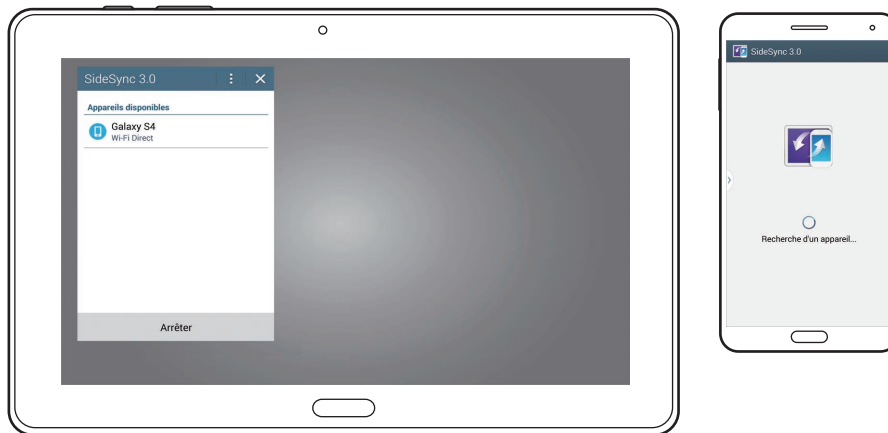 SideSync 3.0
Appareils disponibles
Galaxy S4
Wi-Fi Direct
Arrêter
SideSync 3.0
Recherche d'un appareil...